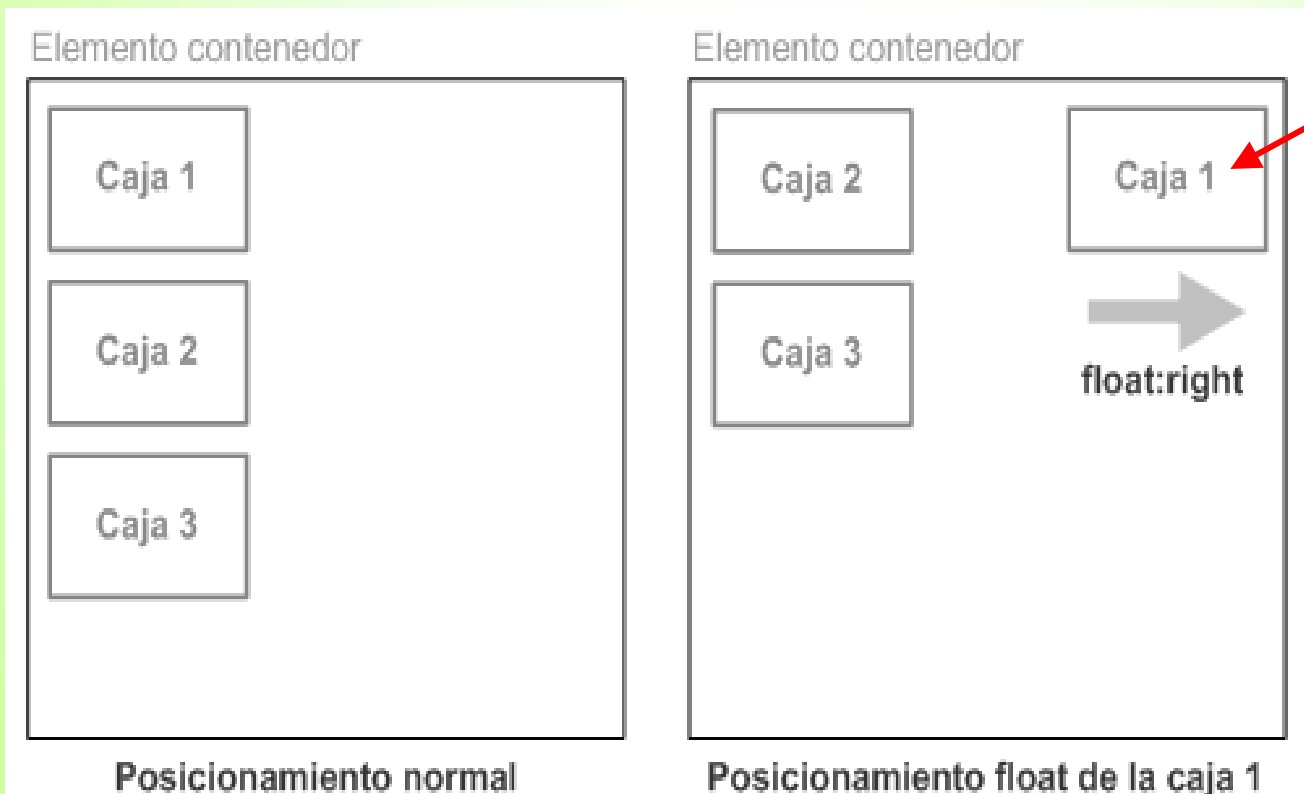 Elemento contenedor
Caja 1
Caja 2
Caja 3
Posicionamiento normal
Elemento contenedor
Caja 2
Caja 1
Caja 3
float:right
Posicionamiento float de la caja 1